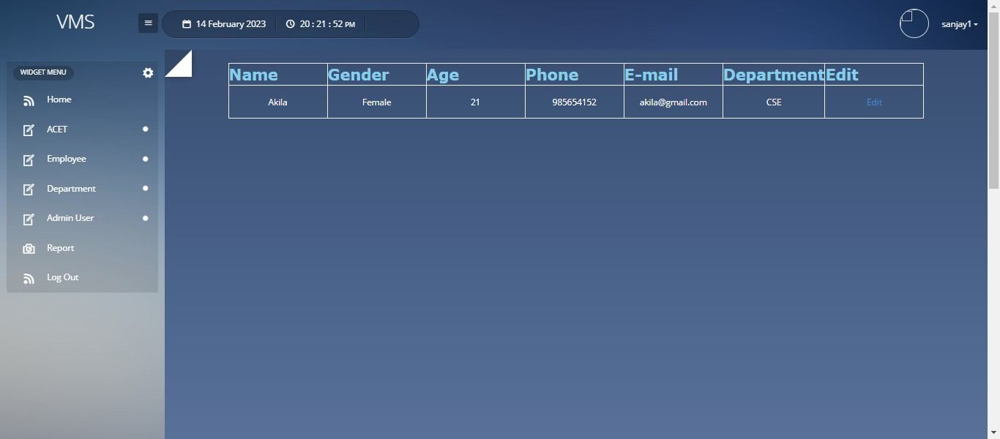 VMS
14 February 2023 20 : 21 : 52 PM
sanjay1
WIDGET MENU
Home
ACET
Employee
Department
Admin User
Report
Log Out
Name Gender Age Phone E-mail Department Edit
Akila Female 21 985654152 akila@gmail.com CSE Edit